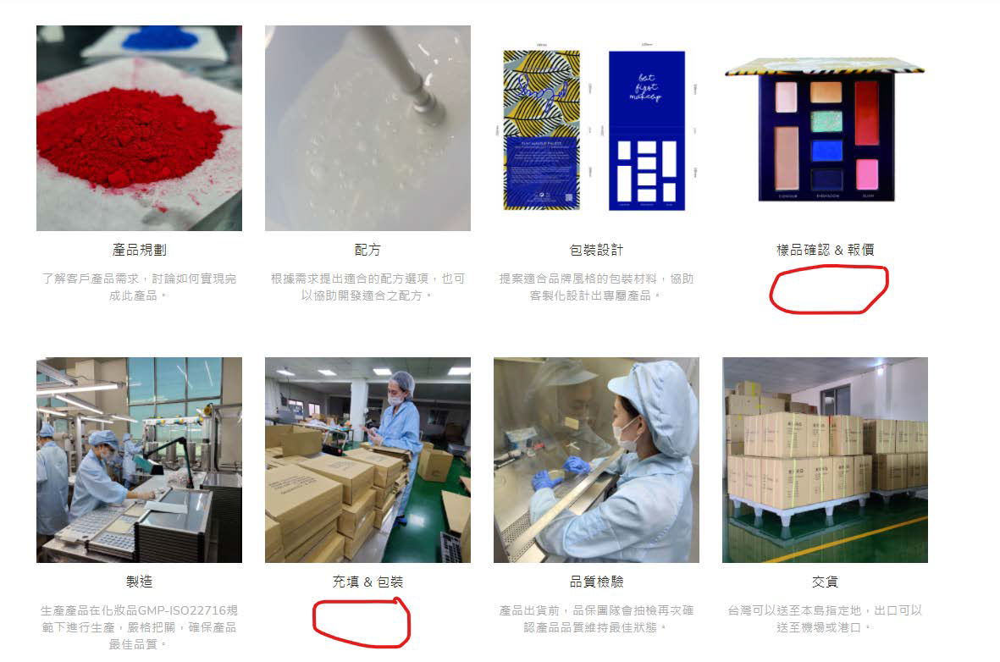 best
first
makeup
CONTOUR EYESHADOW BLUSH
產品規劃
了解客戶產品需求，討論如何實現完
成此產品。
配方
根據需求提出適合的配方選項，也可
以協助開發適合之配方。
包裝設計
提案適合品牌風格的包裝材料，協助
客製化設計出專屬產品。
樣品確認 & 報價
製造
生產產品在化妝品GMP-ISO22716規
範下進行生產，嚴格把關，確保產品
最佳品質。
充填 & 包裝
品質檢驗
產品出貨前，品保團隊會抽檢再次確
認產品品質維持最佳狀態。
交貨
台灣可以送至本島指定地，出口可以
送至機場或港口。